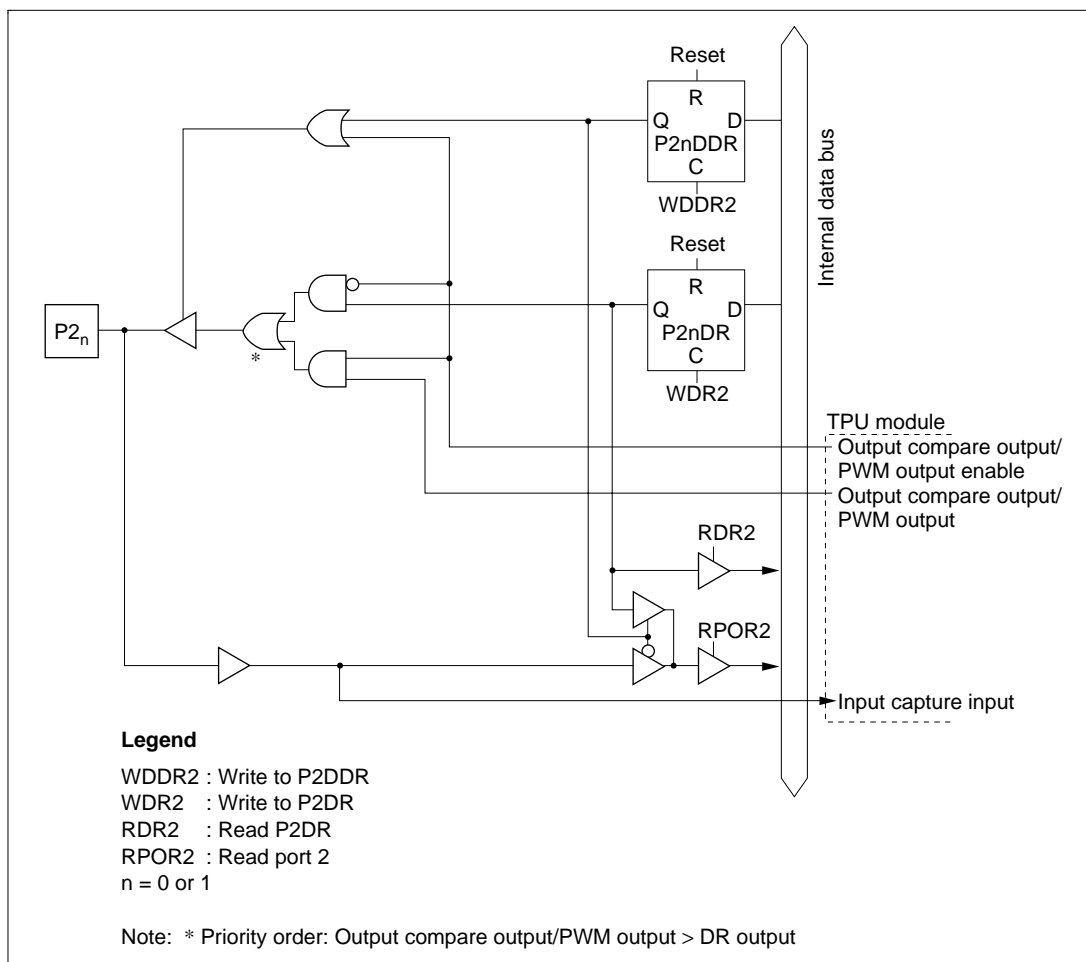 Reset
R
Q D
P2nDDR
C
WDDR2
Internal data bus
Reset
R
Q D
P2nDR
C
WDR2
P2n
*
TPU module
Output compare output/
PWM output enable
Output compare output/
PWM output
RDR2
RPOR2
Input capture input
Legend
WDDR2 : Write to P2DDR
WDR2 : Write to P2DR
RDR2 : Read P2DR
RPOR2 : Read port 2
n = 0 or 1
Note: * Priority order: Output compare output/PWM output > DR output